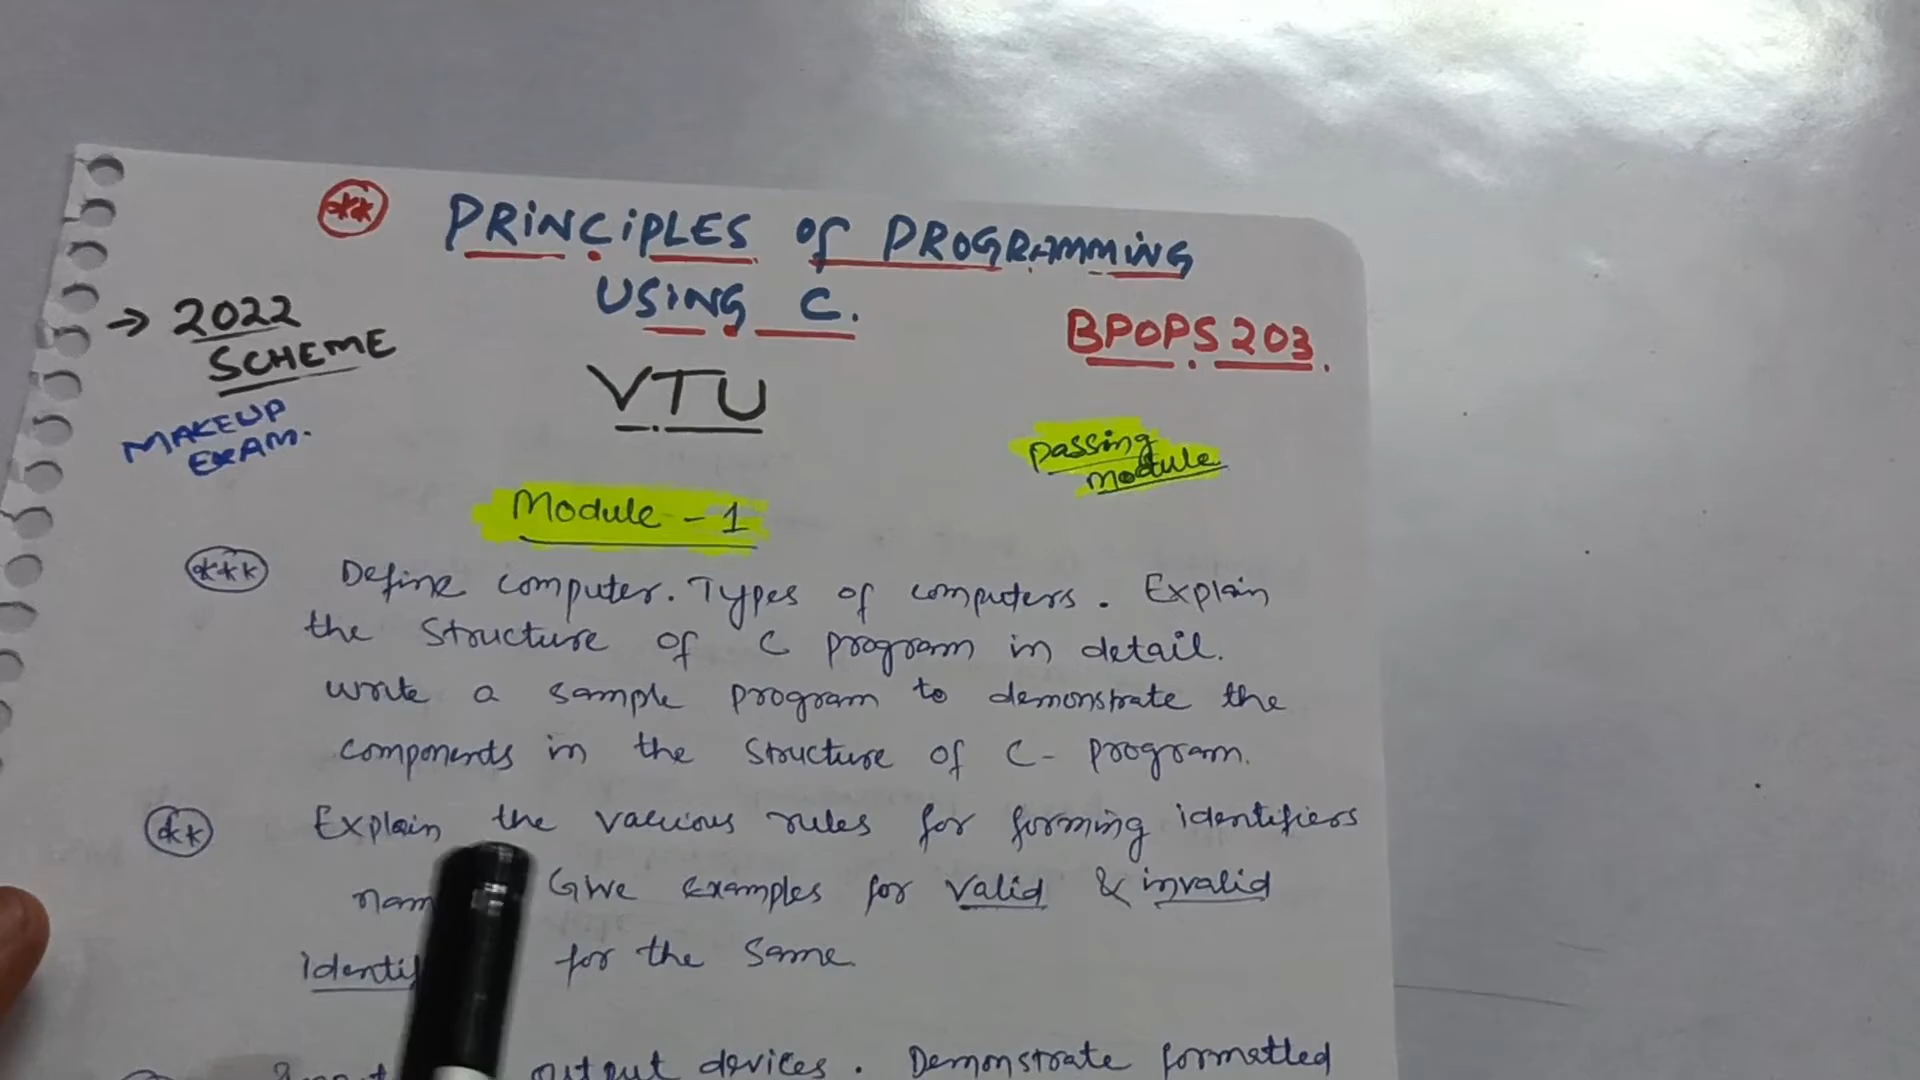 ** PRINCIPLES OF PROGRAMMING
USING C.
→ 2022
SCHEME
BPOPS203.
VTU
MAKEUP
EXAM.
passing
module
Module - 1
*** Define computer. Types of computers. Explain
the structure of C program in detail.
write a sample program to demonstrate the
components in the structure of C- program.
** Explain the various rules for forming identifiers
Give examples for valid & invalid
for the same.
output devices. Demonstrate formatted